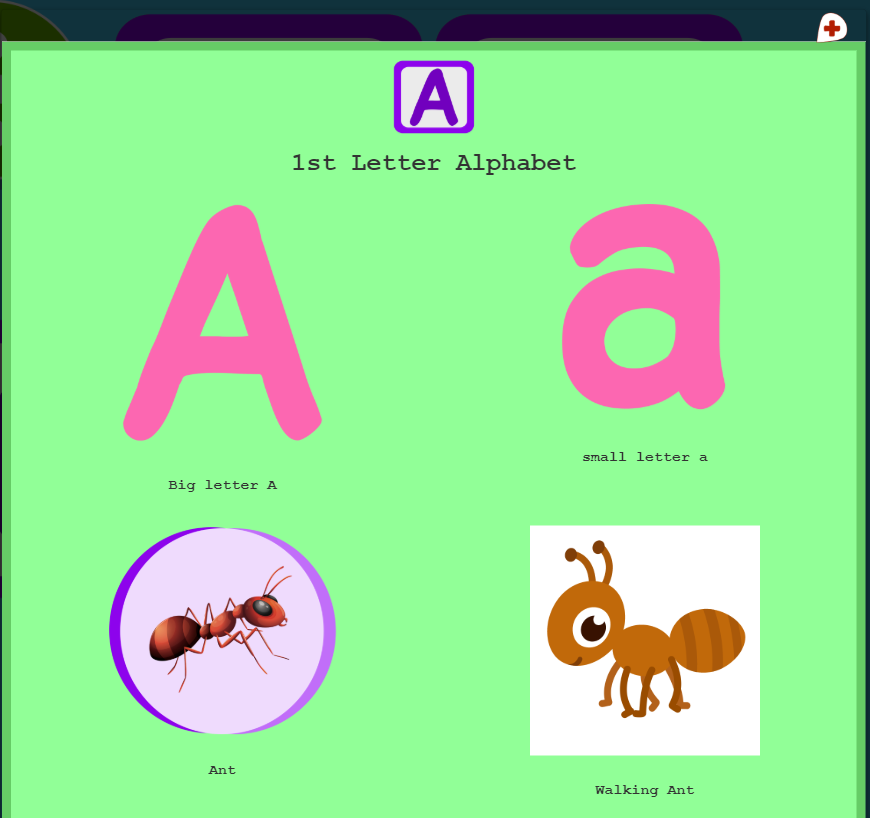 A
1st Letter Alphabet
A a
small letter a
Big letter A
Ant
Walking Ant